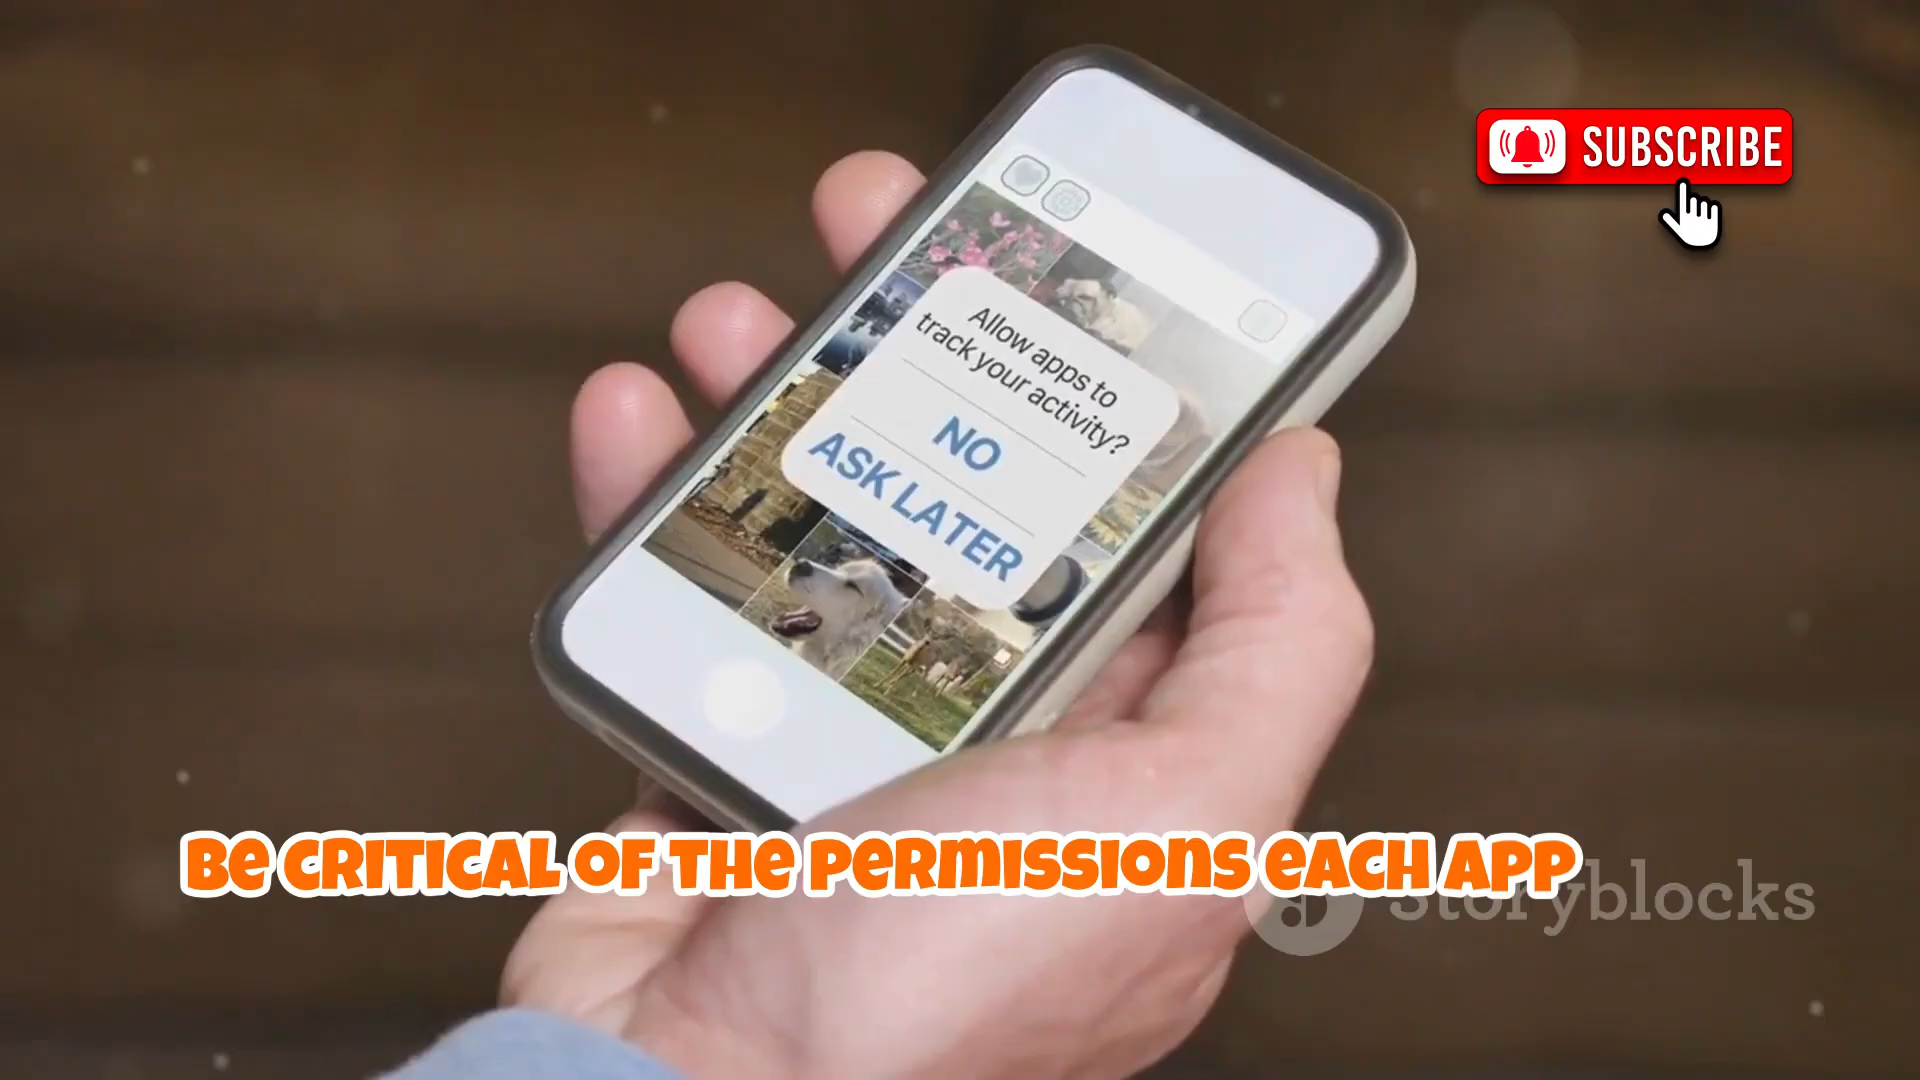 SUBSCRIBE
Allow apps to
track your activity?
NO
ASK LATER
Be critical of the permissions each app
Storyblocks